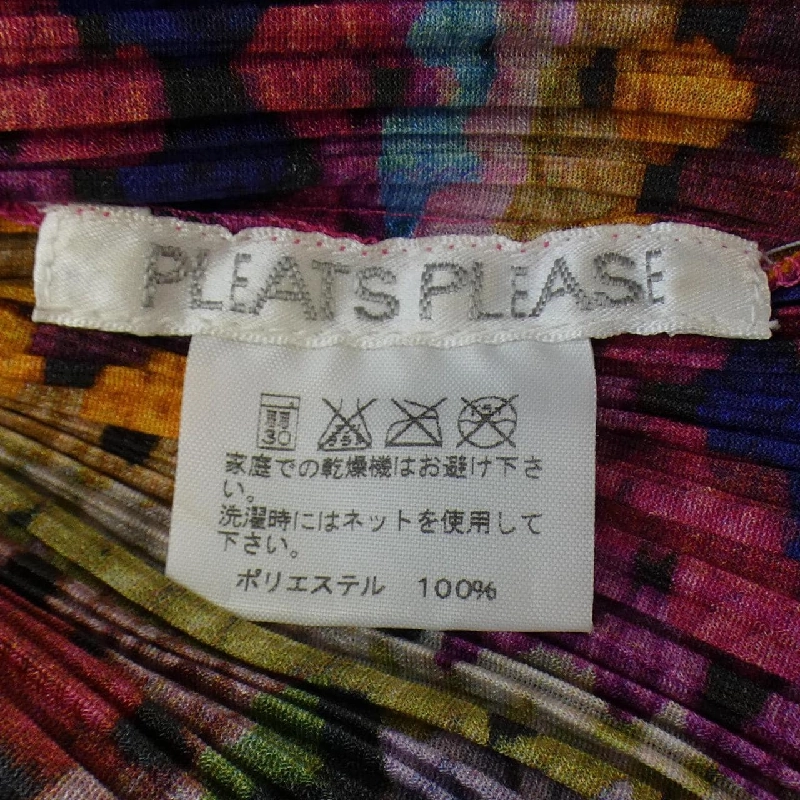 PLEATS PLEASE
弱 30
家庭での乾燥機はお避け下さ
い。
洗濯時にはネットを使用して
下さい。
ポリエステル 100%